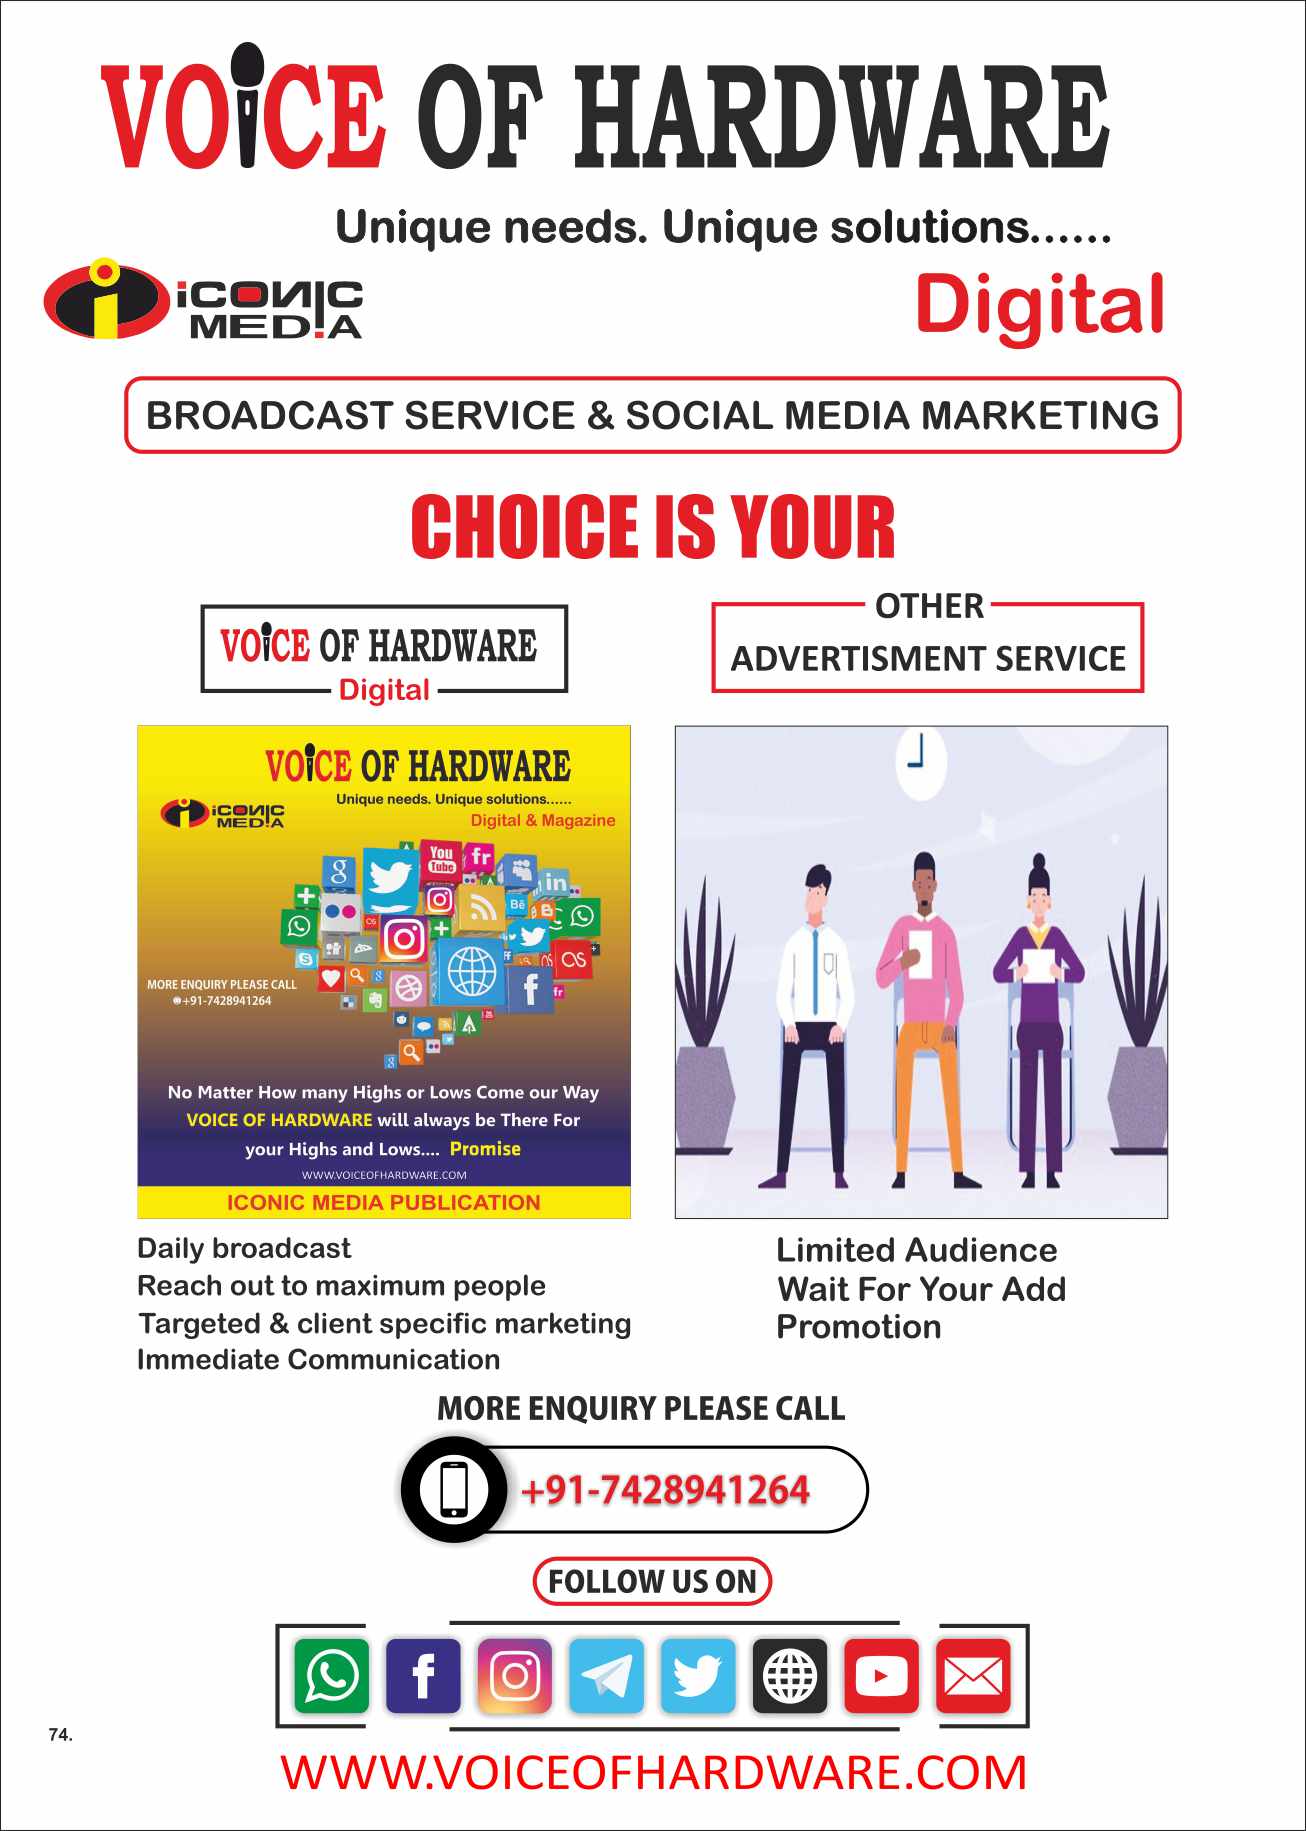 VOICE OF HARDWARE
Unique needs. Unique solutions......
iCONIC
MEDIA
Digital
BROADCAST SERVICE & SOCIAL MEDIA MARKETING
CHOICE IS YOUR
VOICE OF HARDWARE
Digital
OTHER
ADVERTISMENT SERVICE
VOICE OF HARDWARE
Unique needs. Unique solutions......
iCONIC
MEDIA
Digital & Magazine
You
Tube
fr
g
in
Bē
MORE ENQUIRY PLEASE CALL
+91-7428941264
No Matter How many Highs or Lows Come our Way
VOICE OF HARDWARE will always be There For
your Highs and Lows.... Promise
WWW.VOICEOFHARDWARE.COM
ICONIC MEDIA PUBLICATION
Daily broadcast
Reach out to maximum people
Targeted & client specific marketing
Immediate Communication
Limited Audience
Wait For Your Add
Promotion
MORE ENQUIRY PLEASE CALL
+91-7428941264
FOLLOW US ON
74.
WWW.VOICEOFHARDWARE.COM